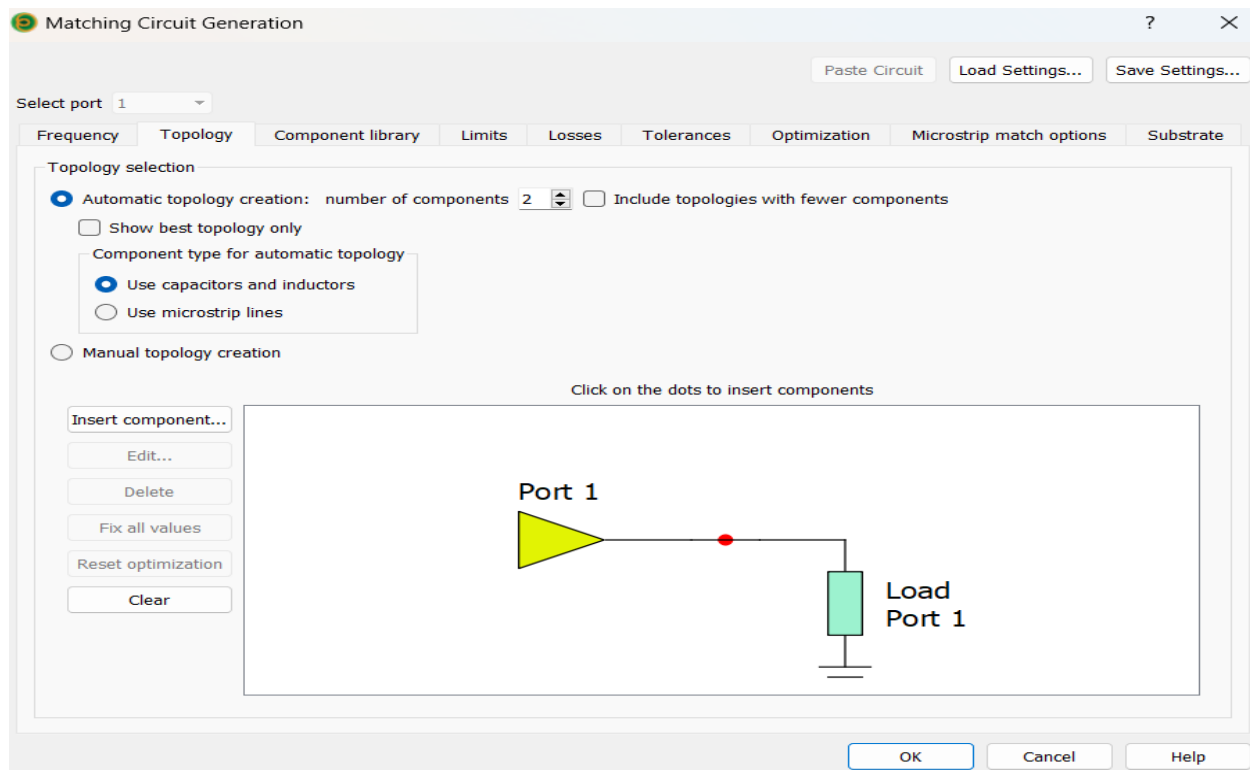 Matching Circuit Generation ?
Paste Circuit Load Settings... Save Settings...
Select port 1
Frequency Topology Component library Limits Losses Tolerances Optimization Microstrip match options Substrate
Topology selection
Automatic topology creation: number of components 2 Include topologies with fewer components
Show best topology only
Component type for automatic topology
Use capacitors and inductors
Use microstrip lines
Manual topology creation
Click on the dots to insert components
Insert component...
Edit...
Delete
Fix all values
Reset optimization
Clear
Port 1
Load
Port 1
OK Cancel Help